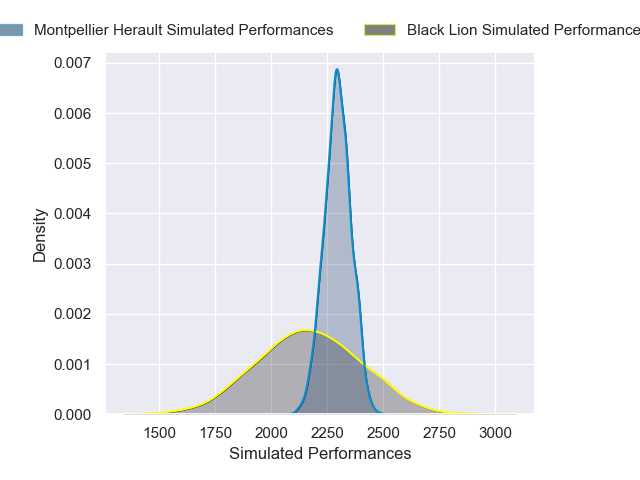 Montpellier Herault Simulated Performances
Black Lion Simulated Performance
0.007
0.006
0.005
0.004
0.003
0.002
0.001
0.000
Density
1500 1750 2000 2250 2500 2750 3000
Simulated Performances